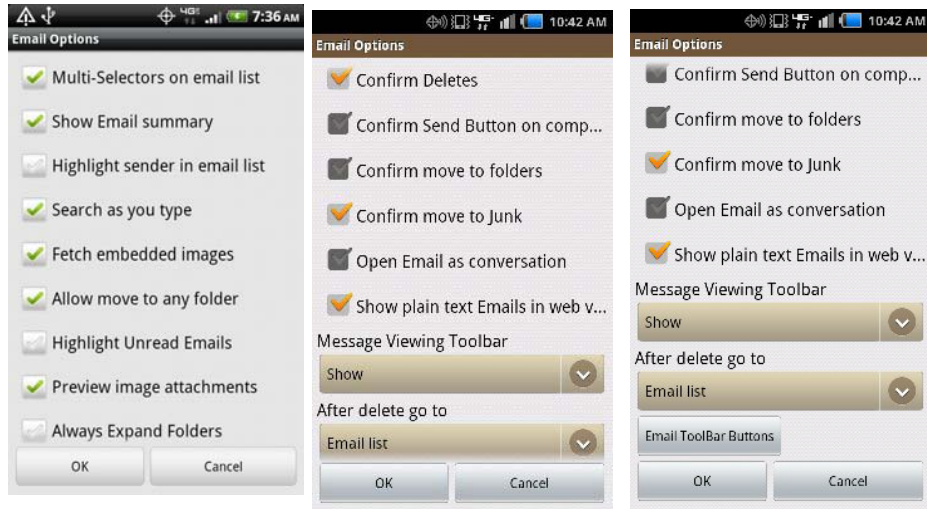 4G 7:36 AM
Email Options
Multi-Selectors on email list
Show Email summary
Highlight sender in email list
Search as you type
Fetch embedded images
Allow move to any folder
Highlight Unread Emails
Preview image attachments
Always Expand Folders
OK Cancel
4G 10:42 AM
Email Options
Confirm Deletes
Confirm Send Button on comp...
Confirm move to folders
Confirm move to Junk
Open Email as conversation
Show plain text Emails in web v...
Message Viewing Toolbar
Show
After delete go to
Email list
OK Cancel
4G 10:42 AM
Email Options
Confirm Send Button on comp...
Confirm move to folders
Confirm move to Junk
Open Email as conversation
Show plain text Emails in web v...
Message Viewing Toolbar
Show
After delete go to
Email list
Email ToolBar Buttons
OK Cancel